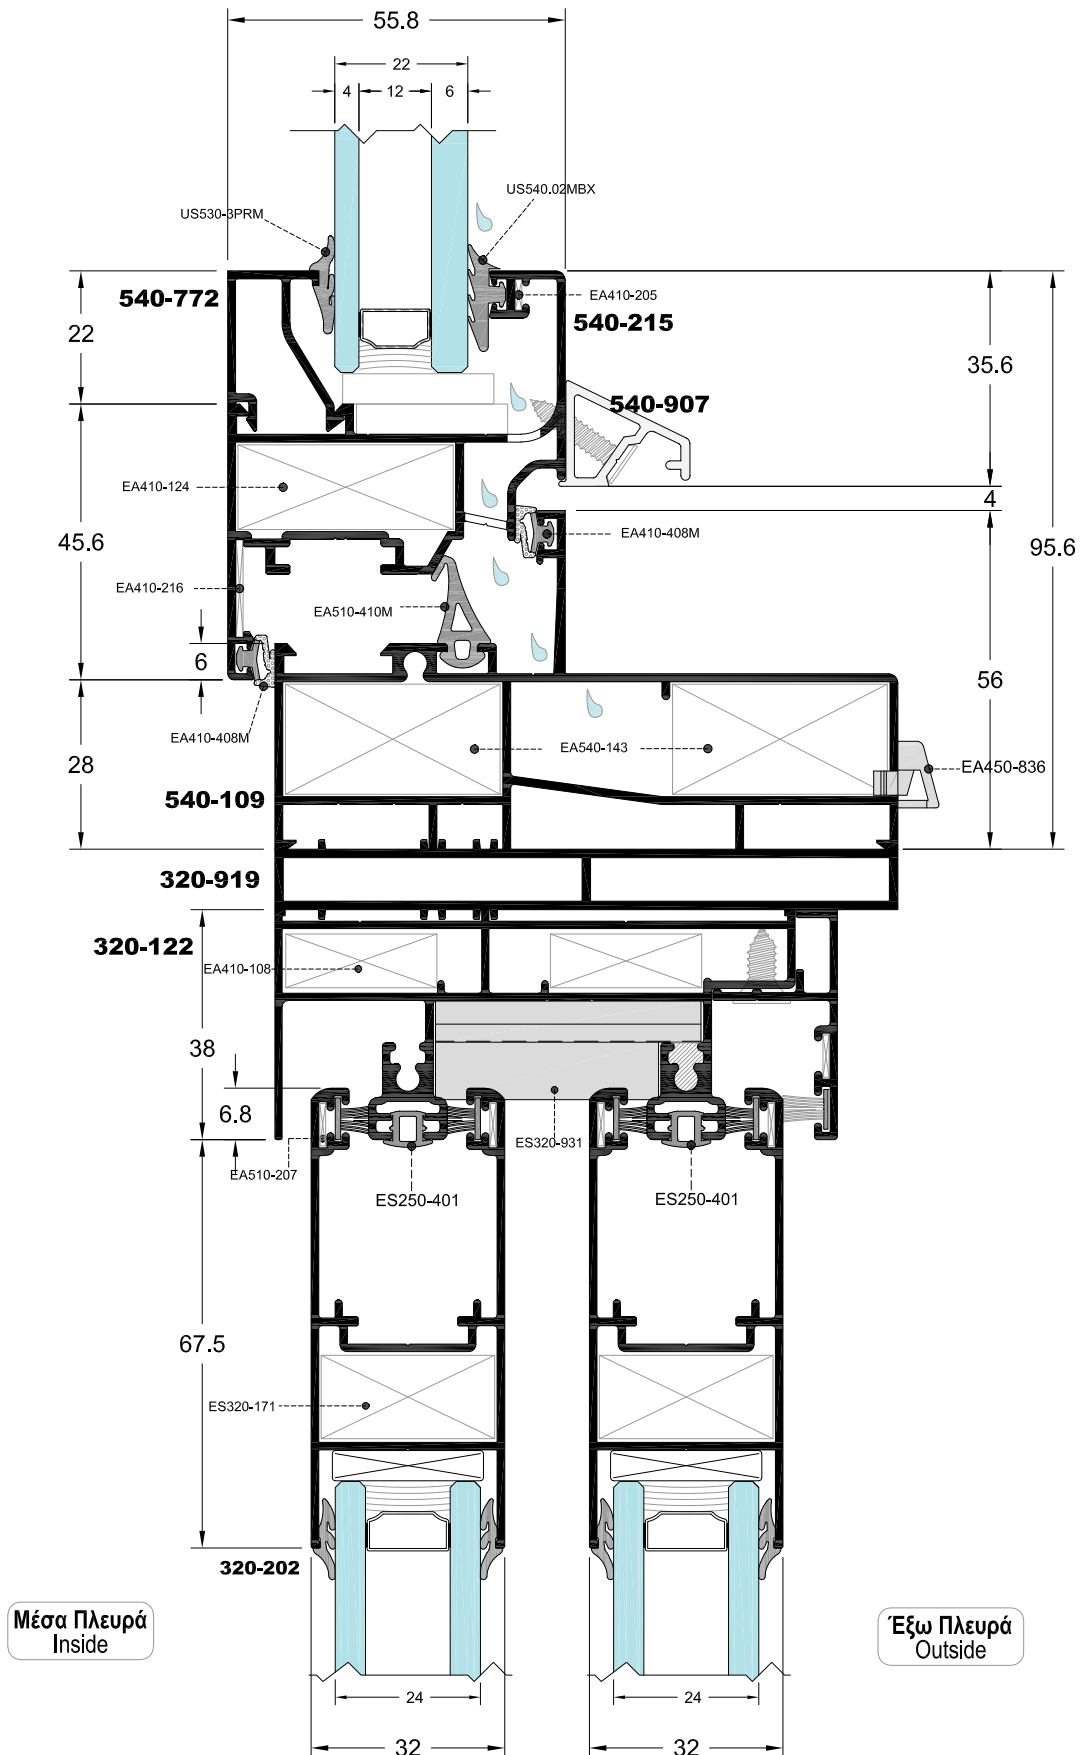 55.8
22
4
12
6
US530-3PRM
US540.02MBX
540-772
EA410-205
540-215
22
35.6
540-907
EA410-124
4
45.6
EA410-408M
95.6
EA410-216
EA510-410M
6
56
EA410-408M
EA540-143
28
EA450-836
540-109
320-919
320-122
EA410-108
38
6.8
ES320-931
EA510-207
ES250-401
ES250-401
67.5
ES320-171
320-202
Μέσα Πλευρά
Inside
Έξω Πλευρά
Outside
24
24
32
32